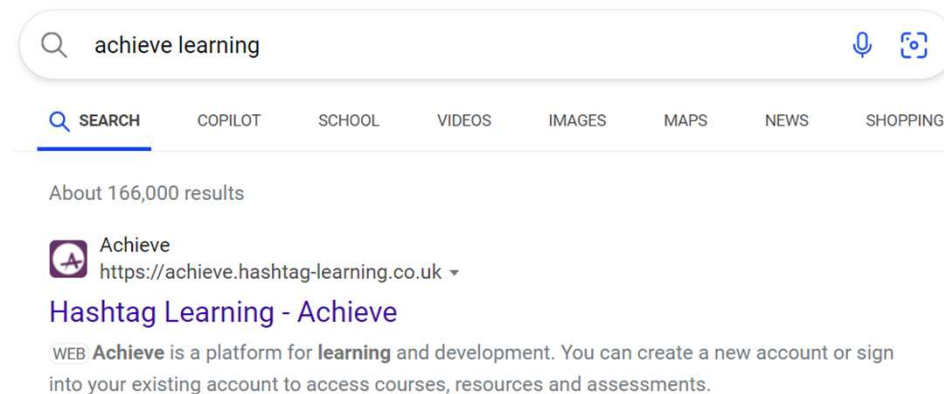 achieve learning
SEARCH COPILOT SCHOOL VIDEOS IMAGES MAPS NEWS SHOPPING
About 166,000 results
Achieve
https://achieve.hashtag-learning.co.uk
Hashtag Learning - Achieve
WEB Achieve is a platform for learning and development. You can create a new account or sign
into your existing account to access courses, resources and assessments.